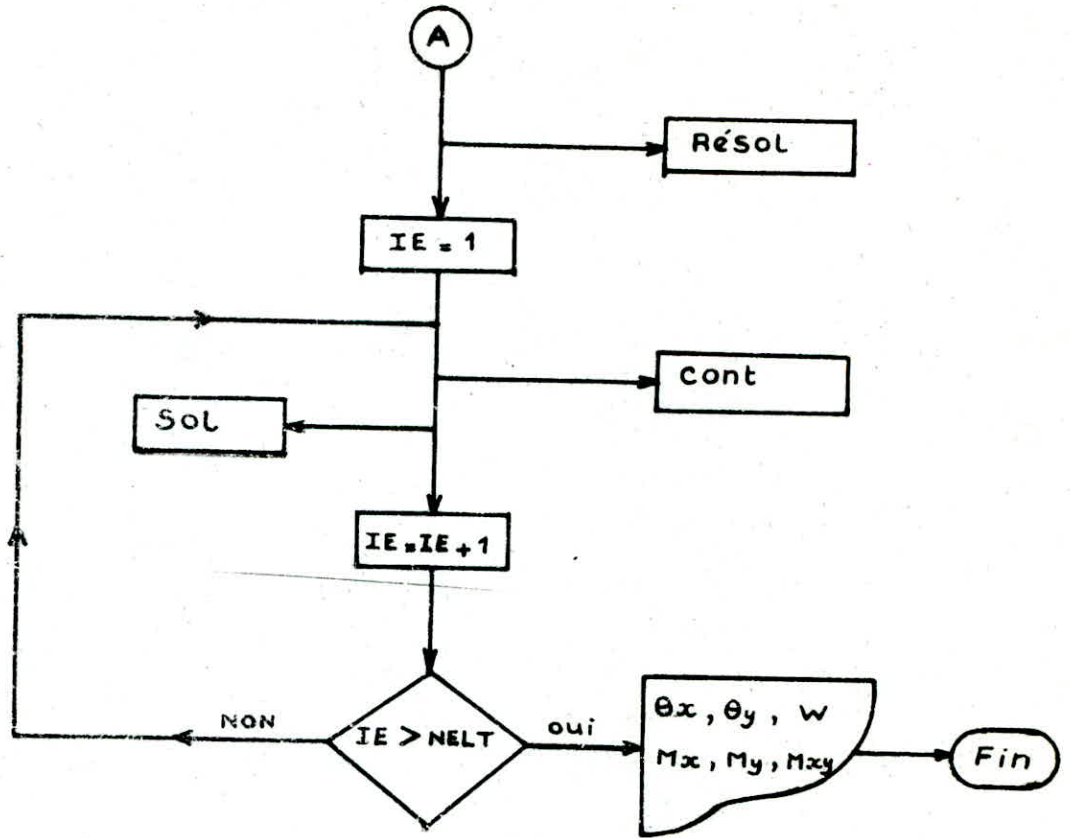 A
Résol
IE = 1
Cont
Sol
IE = IE + 1
IE > NELT
NON
oui
θx, θy, W
Mx, My, Mxy
Fin